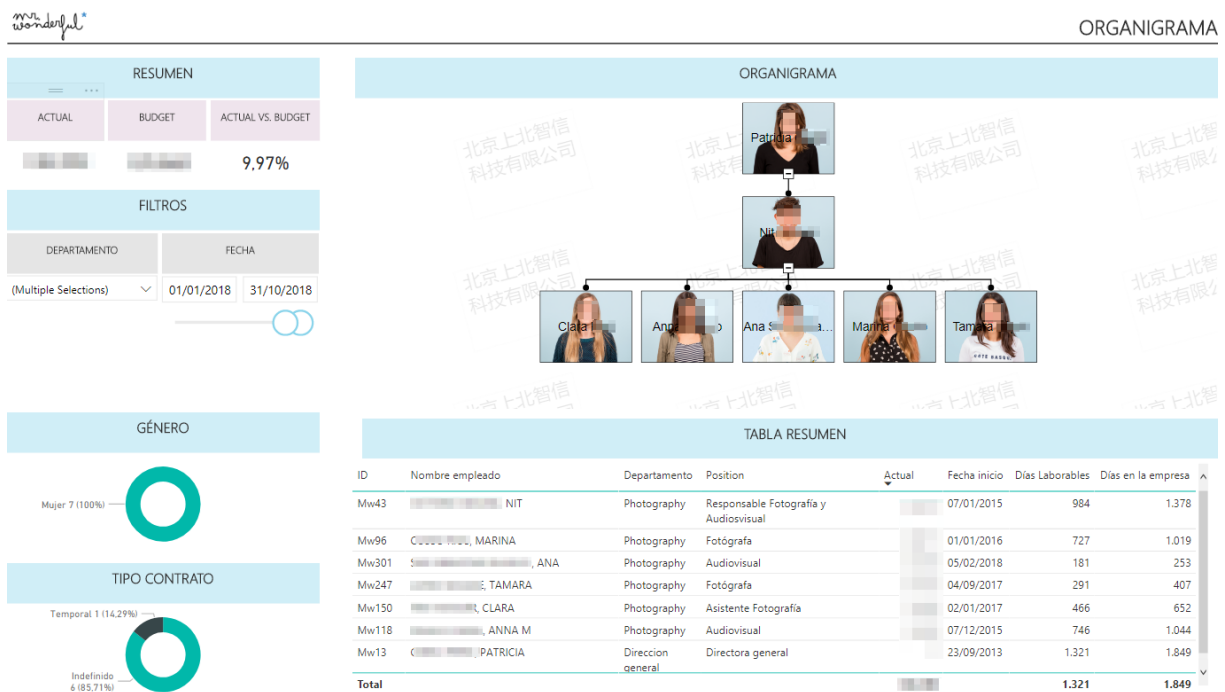 mr. wonderful*
ORGANIGRAMA
RESUMEN
ACTUAL
BUDGET
ACTUAL VS. BUDGET
9,97%
FILTROS
DEPARTAMENTO
FECHA
(Multiple Selections)
01/01/2018
31/10/2018
GÉNERO
Mujer 7 (100%)
TIPO CONTRATO
Temporal 1 (14,29%)
Indefinido
6 (85,71%)
ORGANIGRAMA
Patricia
Nit
Clara
Ana S
Marina
Tamara
北京上北智信
科技有限公司
TABLA RESUMEN
ID Nombre empleado Departamento Position Actual Fecha inicio Días Laborables Días en la empresa
Mw43 NIT Photography Responsable Fotografía y 07/01/2015 984 1.378
Audiosvisual
Mw96 , MARINA Photography Fotógrafa 01/01/2016 727 1.019
Mw301 , ANA Photography Audiovisual 05/02/2018 181 253
Mw247 , TAMARA Photography Fotógrafa 04/09/2017 291 407
Mw150 , CLARA Photography Asistente Fotografía 02/01/2017 466 652
Mw118 , ANNA M Photography Audiovisual 07/12/2015 746 1.044
Mw13 PATRICIA Direccion Directora general 23/09/2013 1.321 1.849
general
Total 1.321 1.849